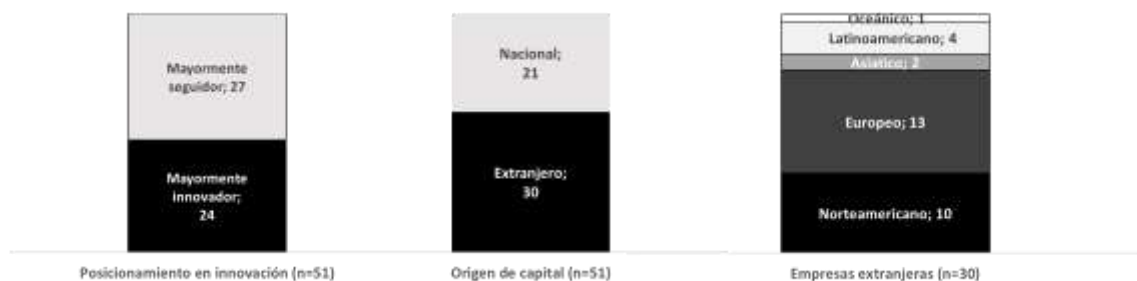 Mayormente
seguidor; 27
Mayormente
innovador;
24
Posicionamiento en innovación (n=51)
Nacional;
21
Extranjero;
30
Origen de capital (n=51)
Oceánico; 1
Latinoamericano; 4
Asiatico; 2
Europeo; 13
Norteamericano; 10
Empresas extranjeras (n=30)